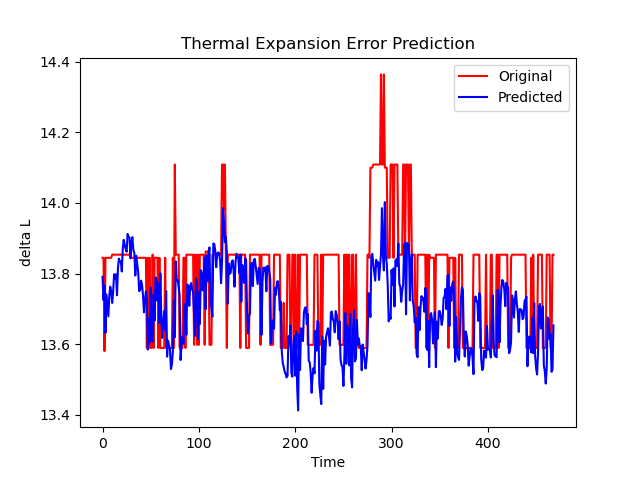 Thermal Expansion Error Prediction
Original
Predicted
14.4
14.2
14.0
13.8
13.6
13.4
delta L
0 100 200 300 400
Time